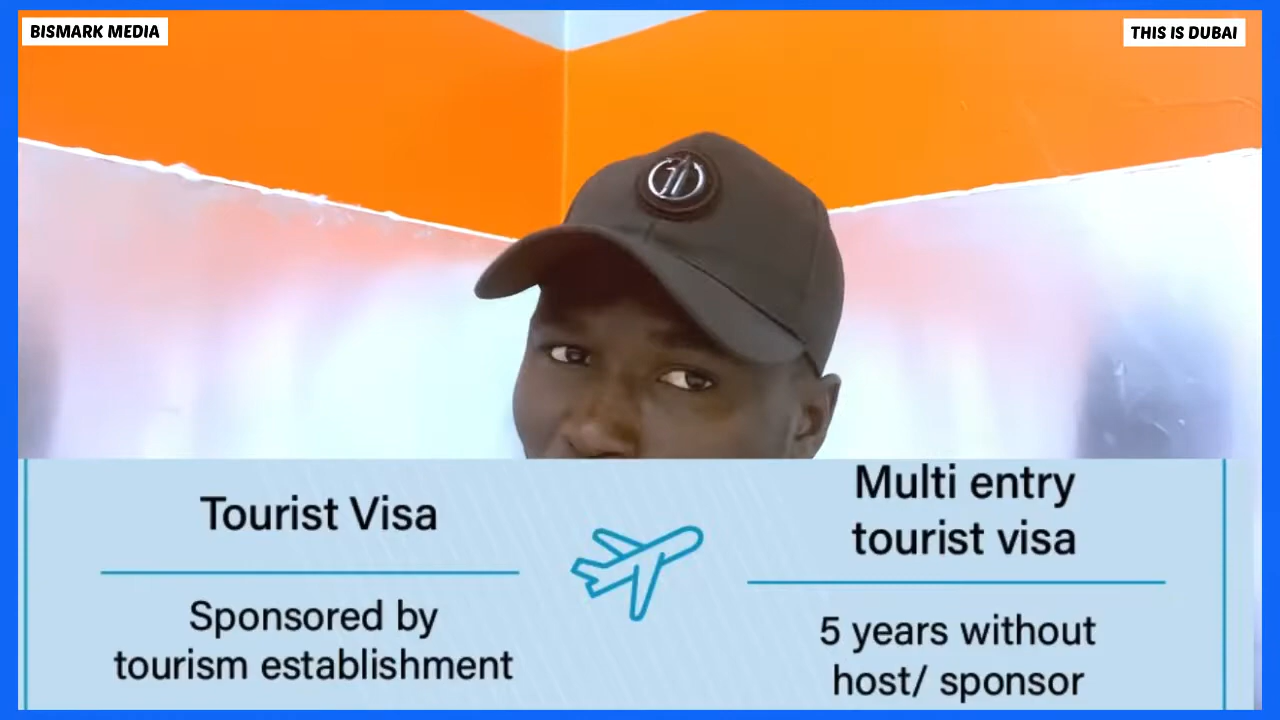 BISMARK MEDIA
THIS IS DUBAI
Tourist Visa
Sponsored by
tourism establishment
Multi entry
tourist visa
5 years without
host/ sponsor